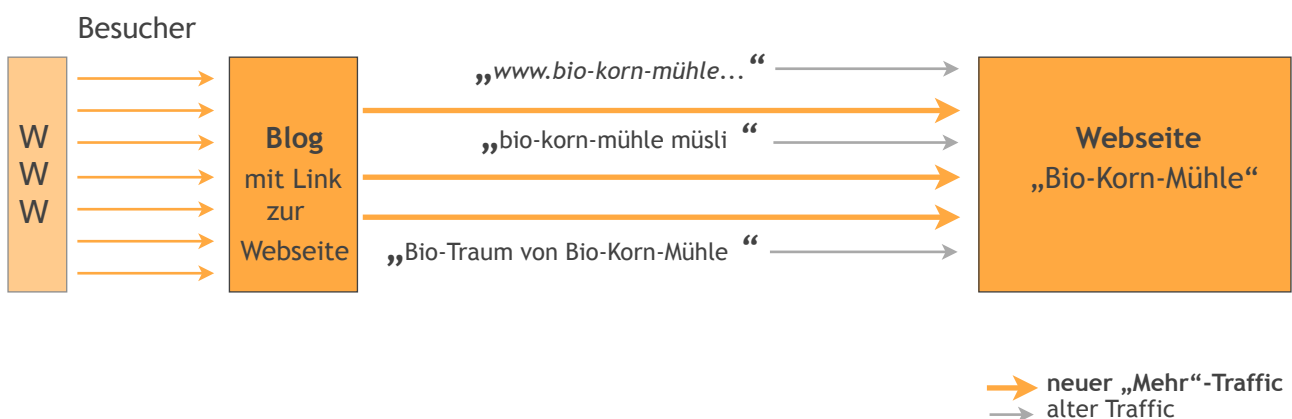 Besucher
W
W
W
Blog
mit Link
zur
Webseite
„www.bio-korn-mühle...“
„bio-korn-mühle müsli “
„Bio-Traum von Bio-Korn-Mühle “
Webseite
„Bio-Korn-Mühle“
neuer „Mehr“-Traffic
alter Traffic